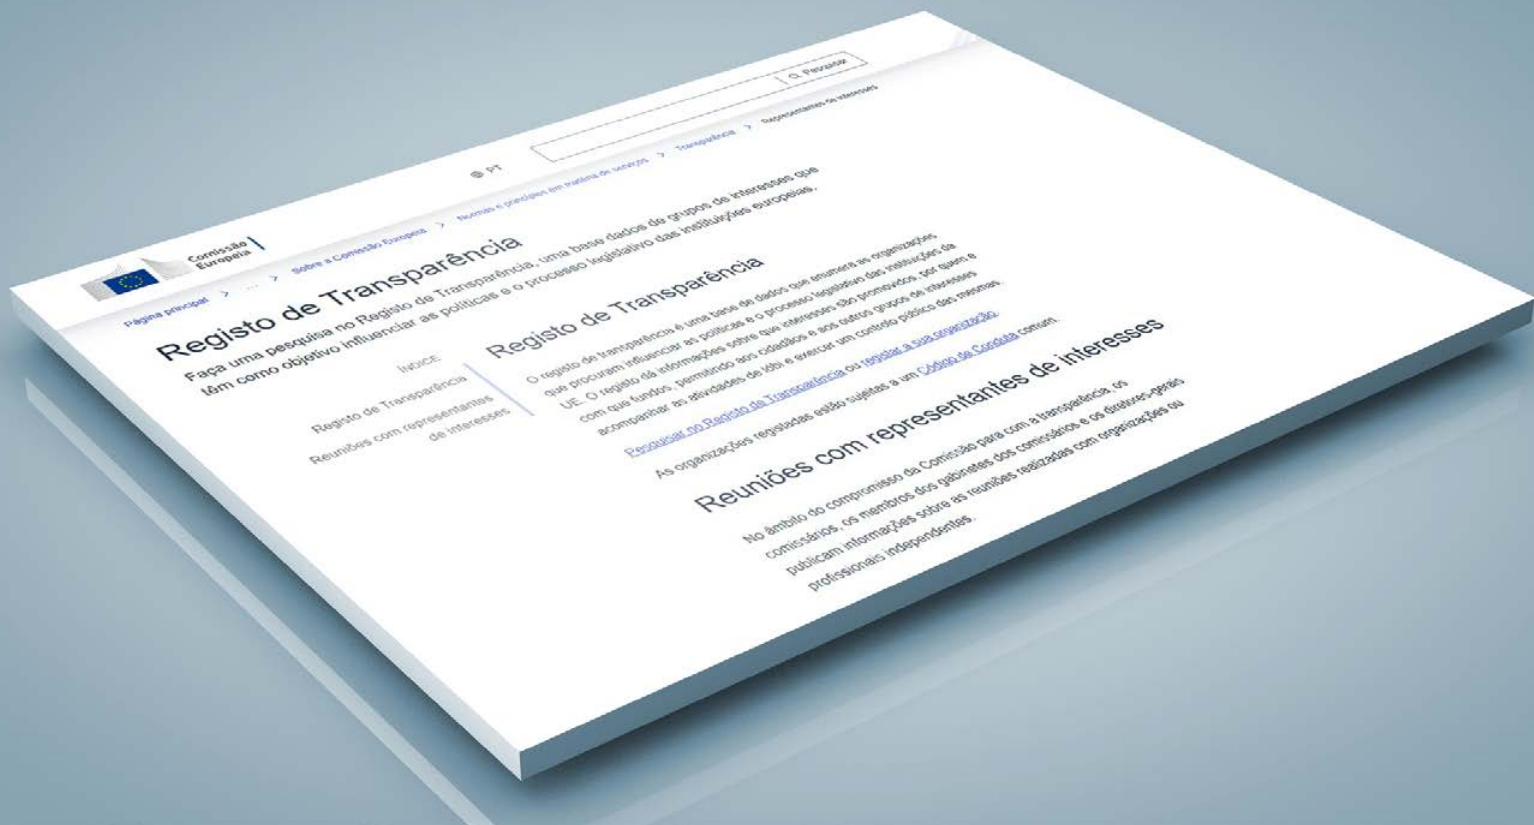 Comissão
Europeia
PT
Pesquisar
Página principal > ... > Sobre a Comissão Europeia > Normas e princípios em matéria de serviços > Transparência > Representantes de interesses
Registo de Transparência
Faça uma pesquisa no Registo de Transparência, uma base dados de grupos de interesses que
têm como objetivo influenciar as políticas e o processo legislativo das instituições europeias.
ÍNDICE
Registo de Transparência
Reuniões com representantes
de interesses
Registo de Transparência
O registo de transparência é uma base de dados que enumera as organizações
que procuram influenciar as políticas e o processo legislativo das instituições da
UE. O registo dá informações sobre que interesses são promovidos, por quem e
com que fundos, permitindo aos cidadãos e aos outros grupos de interesses
acompanhar as atividades de lóbi e exercer um controlo público das mesmas.
Pesquisar no Registo de Transparência ou registar a sua organização.
As organizações registadas estão sujeitas a um Código de Conduta comum.
Reuniões com representantes de interesses
No âmbito do compromisso da Comissão para com a transparência, os
comissários, os membros dos gabinetes dos comissários e os diretores-gerais
publicam informações sobre as reuniões realizadas com organizações ou
profissionais independentes.